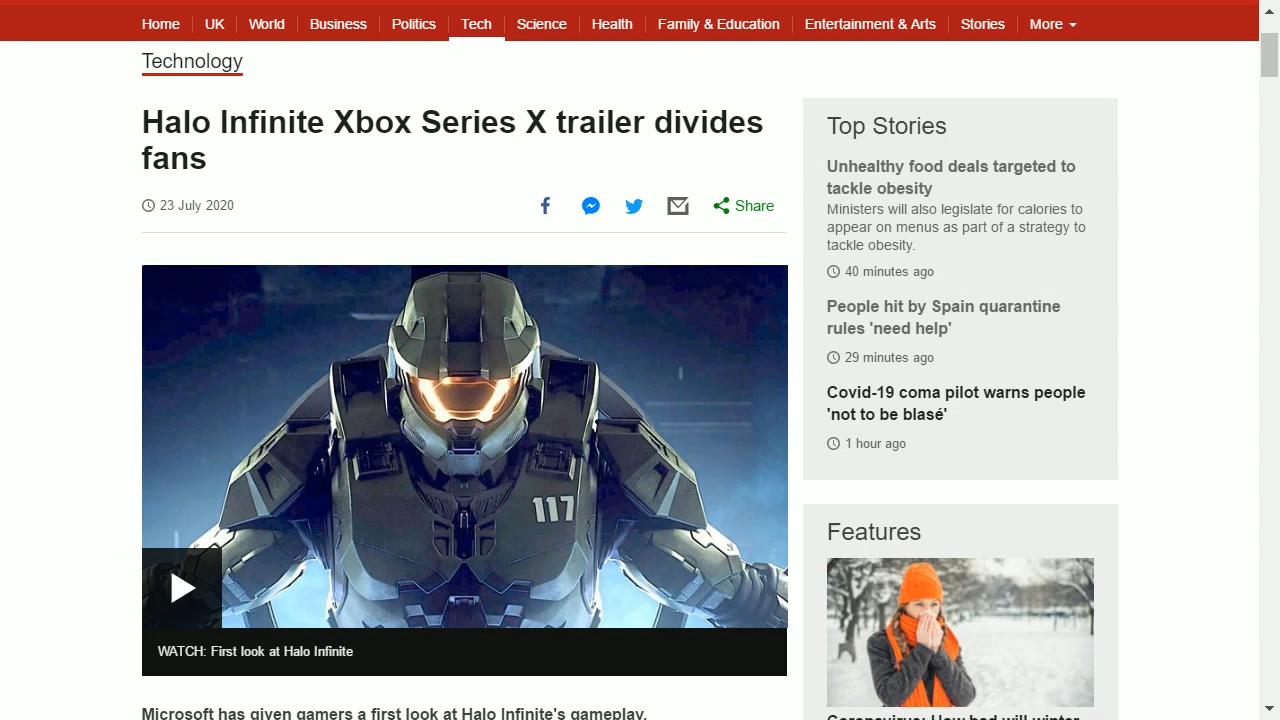 Home UK World Business Politics Tech Science Health Family & Education Entertainment & Arts Stories More
Technology
Halo Infinite Xbox Series X trailer divides
fans
23 July 2020
Share
117
WATCH: First look at Halo Infinite
Microsoft has given gamers a first look at Halo Infinite's gameplay.
Top Stories
Unhealthy food deals targeted to
tackle obesity
Ministers will also legislate for calories to
appear on menus as part of a strategy to
tackle obesity.
40 minutes ago
People hit by Spain quarantine
rules 'need help'
29 minutes ago
Covid-19 coma pilot warns people
'not to be blasé'
1 hour ago
Features
Coronavirus: How bad will winter